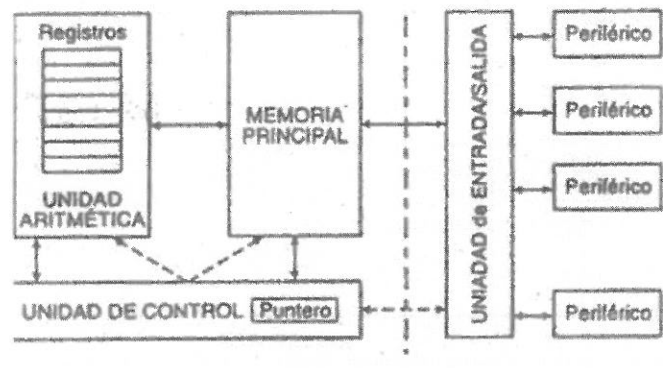 Registros
UNIDAD
ARITMÉTICA
MEMORIA
PRINCIPAL
UNIDAD DE CONTROL Puntero
UNIADAD de ENTRADA/SALIDA
Periférico
Periférico
Periférico
Periférico